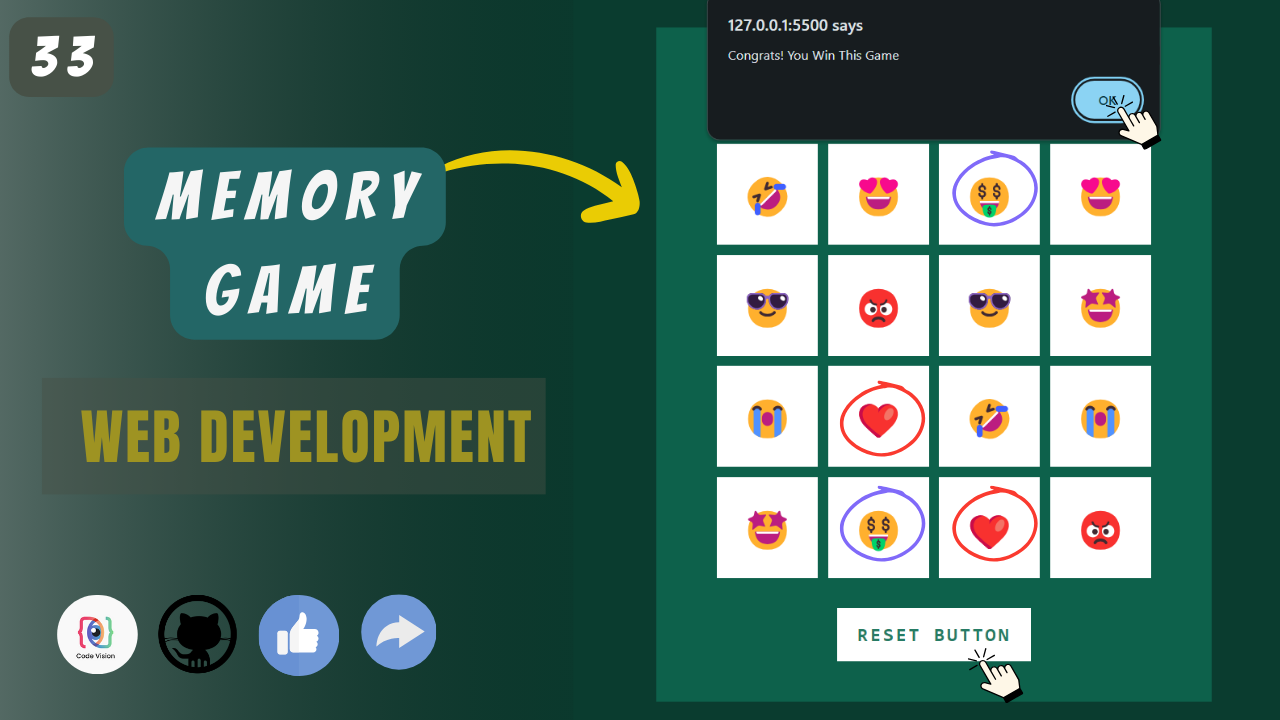 33
MEMORY
GAME
WEB DEVELOPMENT
Code Vision
127.0.0.1:5500 says
Congrats! You Win This Game
OK
RESET BUTTON